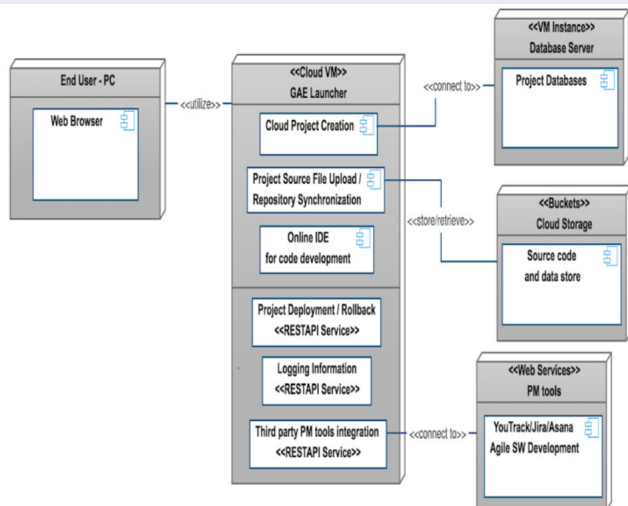 End User - PC
Web Browser
<<utilize>>
<<Cloud VM>>
GAE Launcher
Cloud Project Creation
Project Source File Upload /
Repository Synchronization
Online IDE
for code development
Project Deployment / Rollback
<<RESTAPI Service>>
Logging Information
<<RESTAPI Service>>
Third party PM tools integration
<<RESTAPI Service>>
<<connect to>>
<<VM Instance>>
Database Server
Project Databases
<<store/retrieve>>
<<Buckets>>
Cloud Storage
Source code
and data store
<<connect to>>
<<Web Services>>
PM tools
YouTrack/Jira/Asana
Agile SW Development